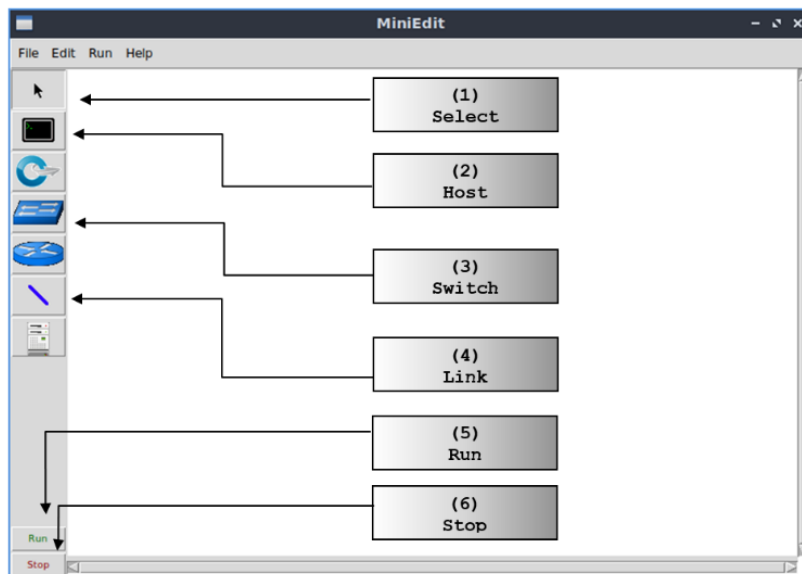 MiniEdit
File Edit Run Help
(1)
Select
(2)
Host
(3)
Switch
(4)
Link
(5)
Run
(6)
Stop
Run
Stop